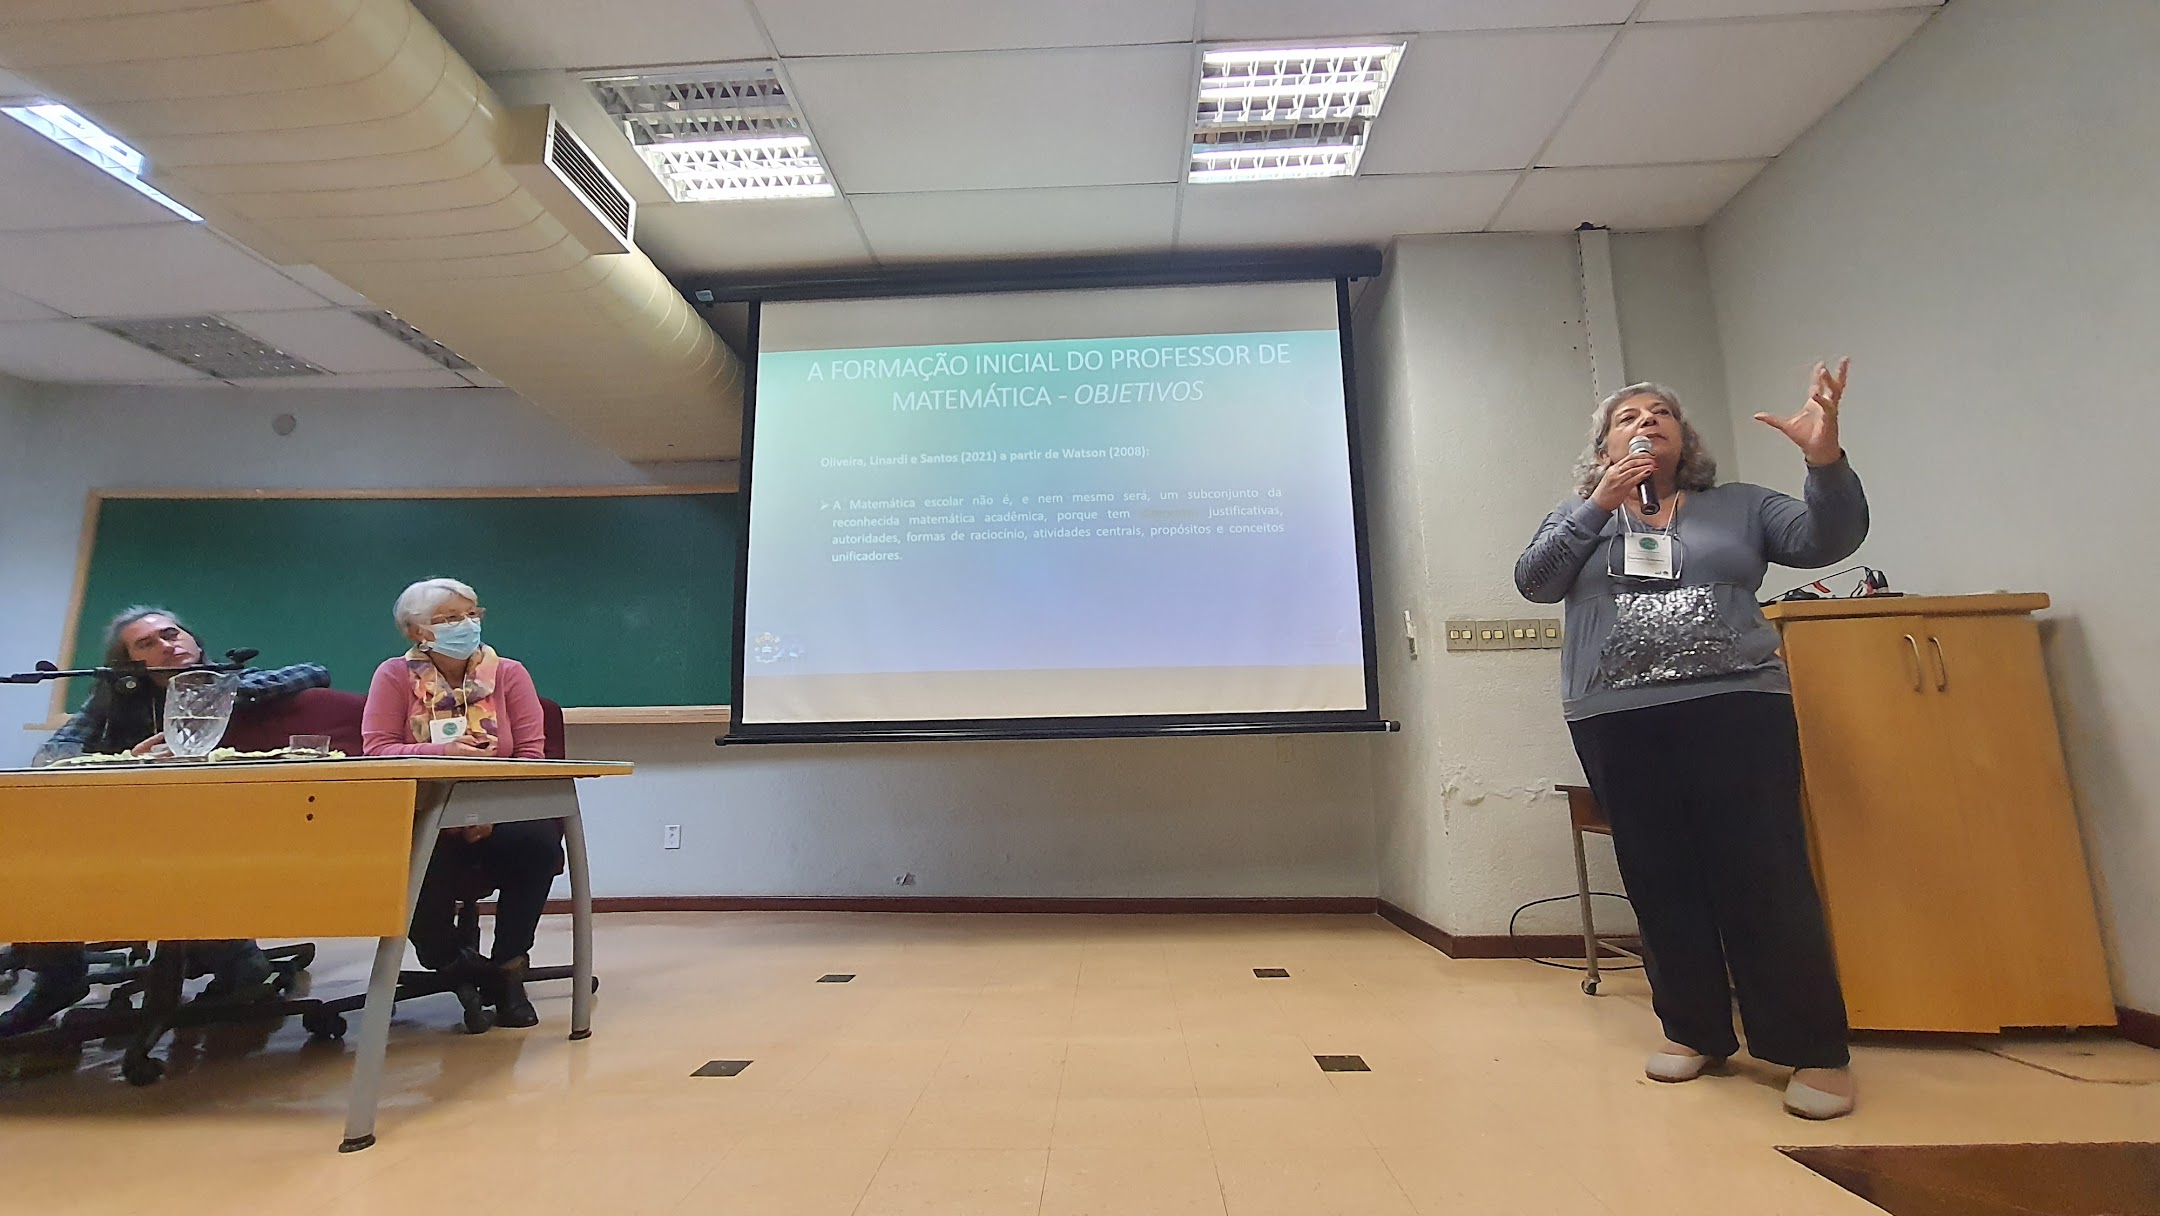 A FORMAÇÃO INICIAL DO PROFESSOR DE
MATEMÁTICA - OBJETIVOS
Oliveira, Linardi e Santos (2021) a partir de Watson (2008):
➢ A Matemática escolar não é, e nem mesmo será, um subconjunto da
reconhecida matemática acadêmica, porque tem justificativas,
autoridades, formas de raciocínio, atividades centrais, propósitos e conceitos
unificadores.